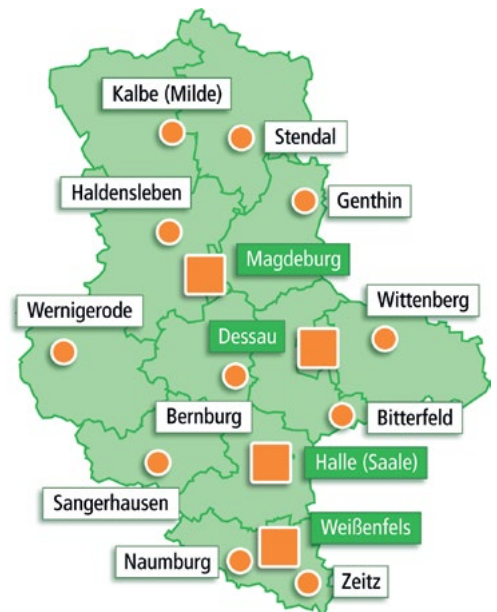 Kalbe (Milde)
Stendal
Haldensleben
Genthin
Magdeburg
Wernigerode
Wittenberg
Dessau
Bernburg
Bitterfeld
Halle (Saale)
Sangerhausen
Weißenfels
Naumburg
Zeitz